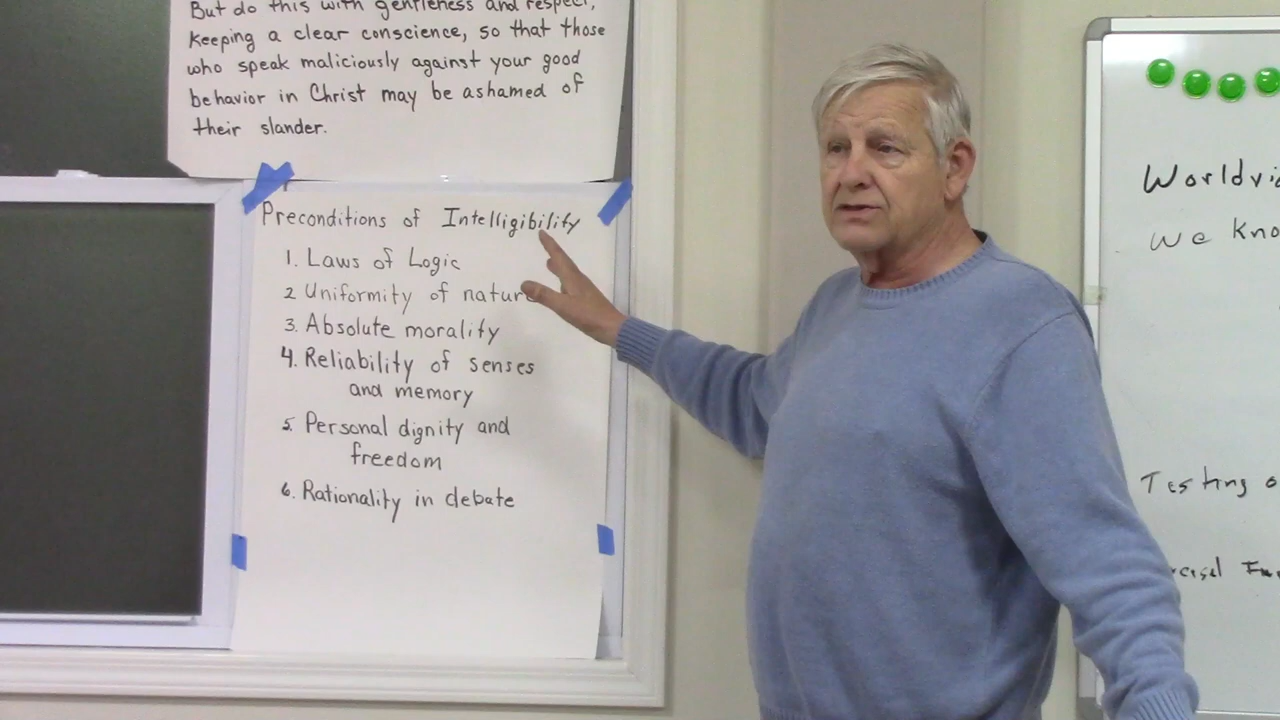 But do this with gentleness and respect,
keeping a clear conscience, so that those
who speak maliciously against your good
behavior in Christ may be ashamed of
their slander.
Preconditions of Intelligibility
1. Laws of Logic
2 Uniformity of nature
3. Absolute morality
4. Reliability of senses
and memory
5. Personal dignity and
freedom
6. Rationality in debate
Worldvi
We Kno
Testing o